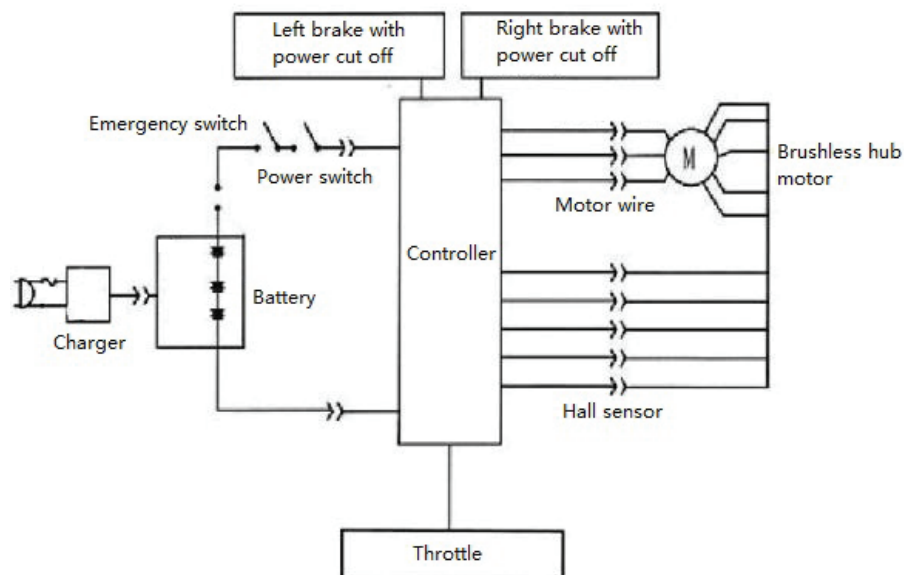 Left brake with
power cut off
Right brake with
power cut off
Emergency switch
Power switch
M
Brushless hub
motor
Motor wire
Controller
Battery
Charger
Hall sensor
Throttle